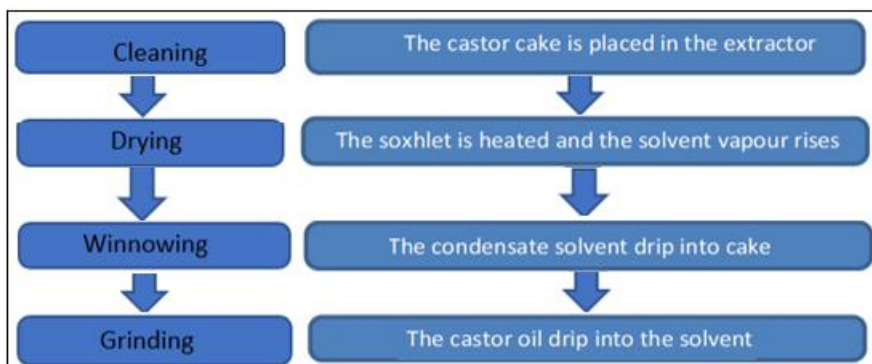 Cleaning
Drying
Winnowing
Grinding
The castor cake is placed in the extractor
The soxhlet is heated and the solvent vapour rises
The condensate solvent drip into cake
The castor oil drip into the solvent